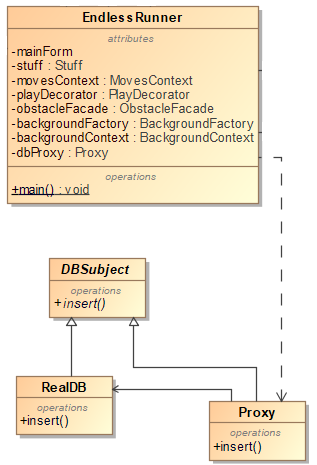 EndlessRunner
attributes
-mainForm
-stuff : Stuff
-movesContext : MovesContext
-playDecorator : PlayDecorator
-obstacleFacade : ObstacleFacade
-backgroundFactory : BackgroundFactory
-backgroundContext : BackgroundContext
-dbProxy : Proxy
operations
+main() : void
DBSubject
operations
+insert()
RealDB
operations
+insert()
Proxy
operations
+insert()